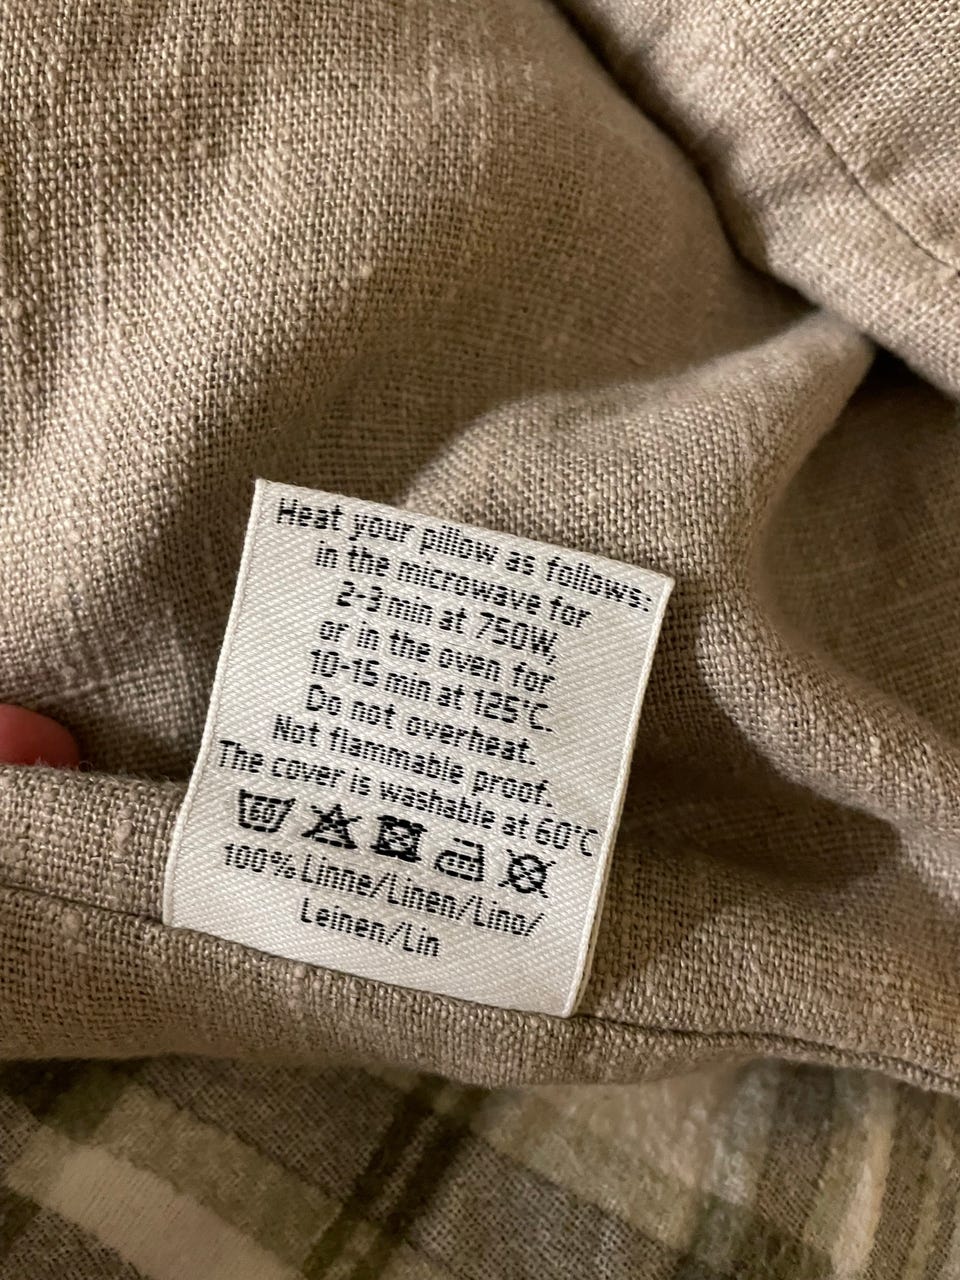 Heat your pillow as follows:
in the microwave for
2-3 min at 750W,
or in the oven for
10-15 min at 125°C.
Do not overheat.
Not flammable proof.
The cover is washable at 60°C
100% Linne/Linen/Lino/
Leinen/Lin